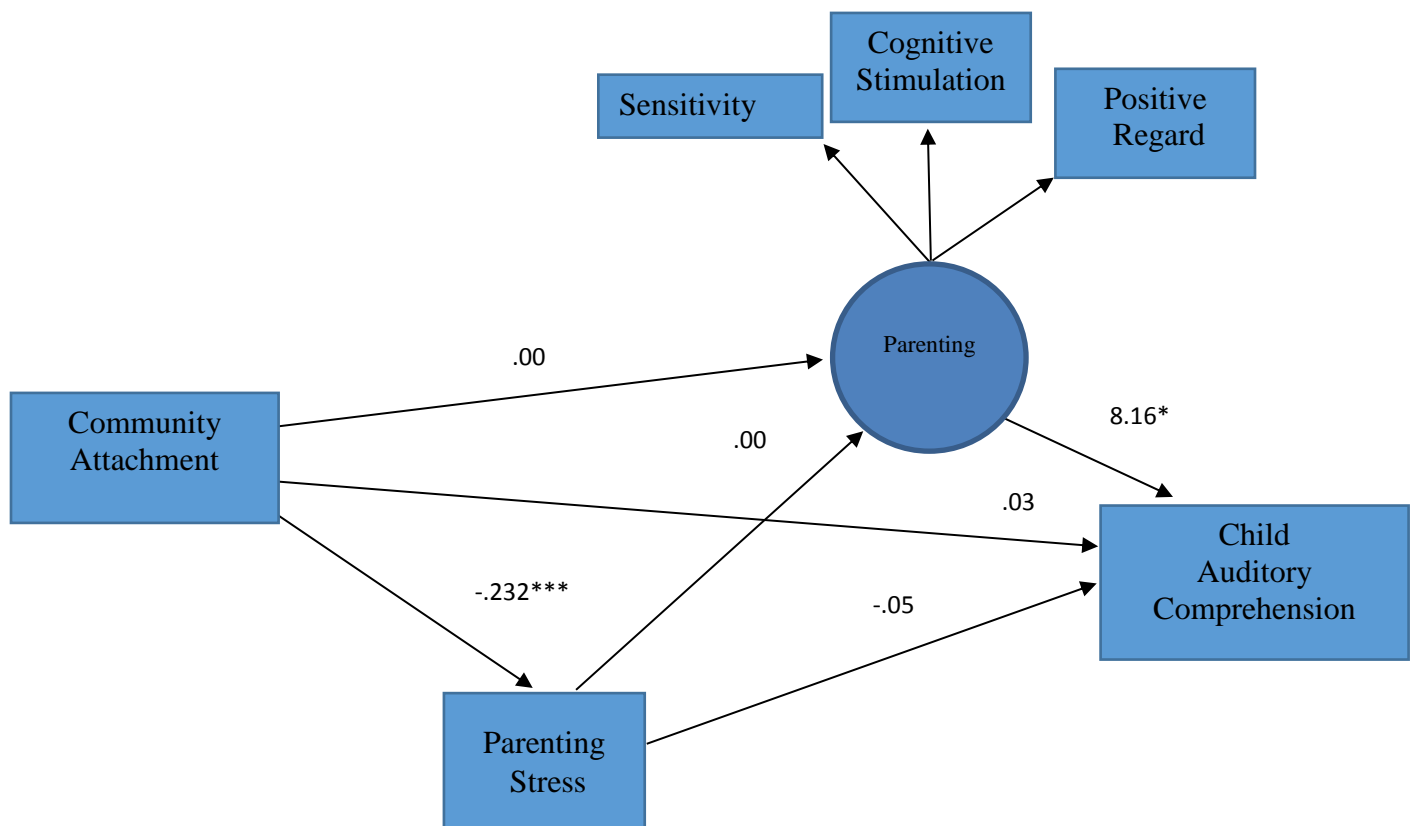 Cognitive
Stimulation
Sensitivity
Positive
Regard
Parenting
.00
Community
Attachment
.00
8.16*
.03
Child
Auditory
Comprehension
-.232***
-.05
Parenting
Stress